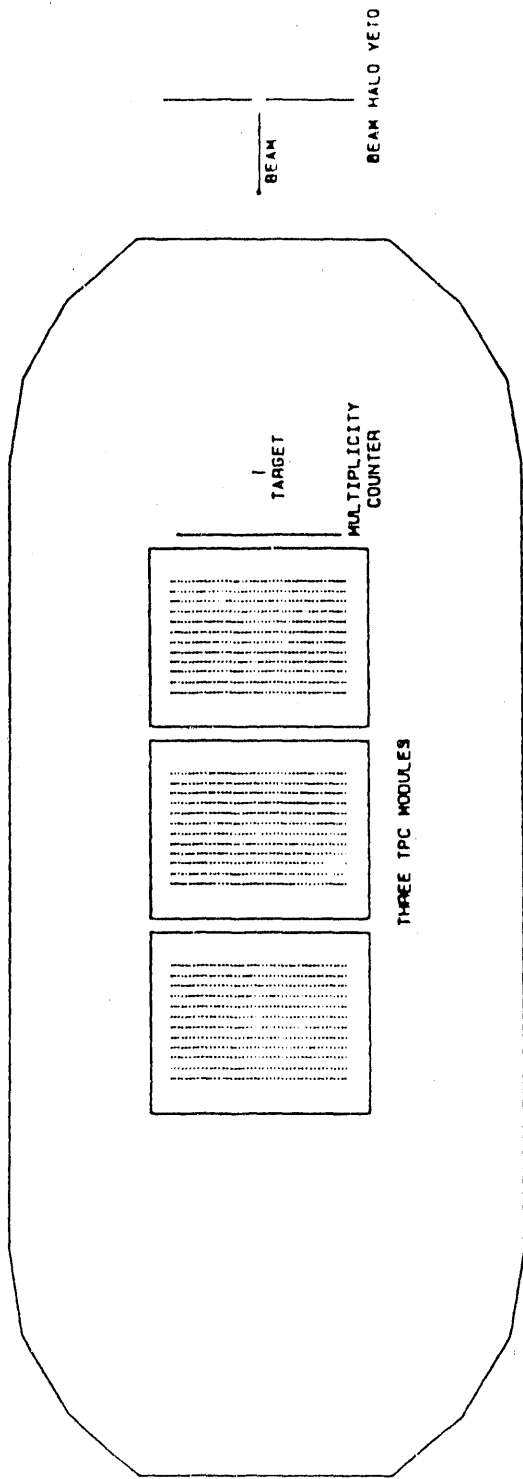 BEAM HALO VETO
BEAM
TARGET
MULTIPLICITY
COUNTER
THREE TPC MODULES